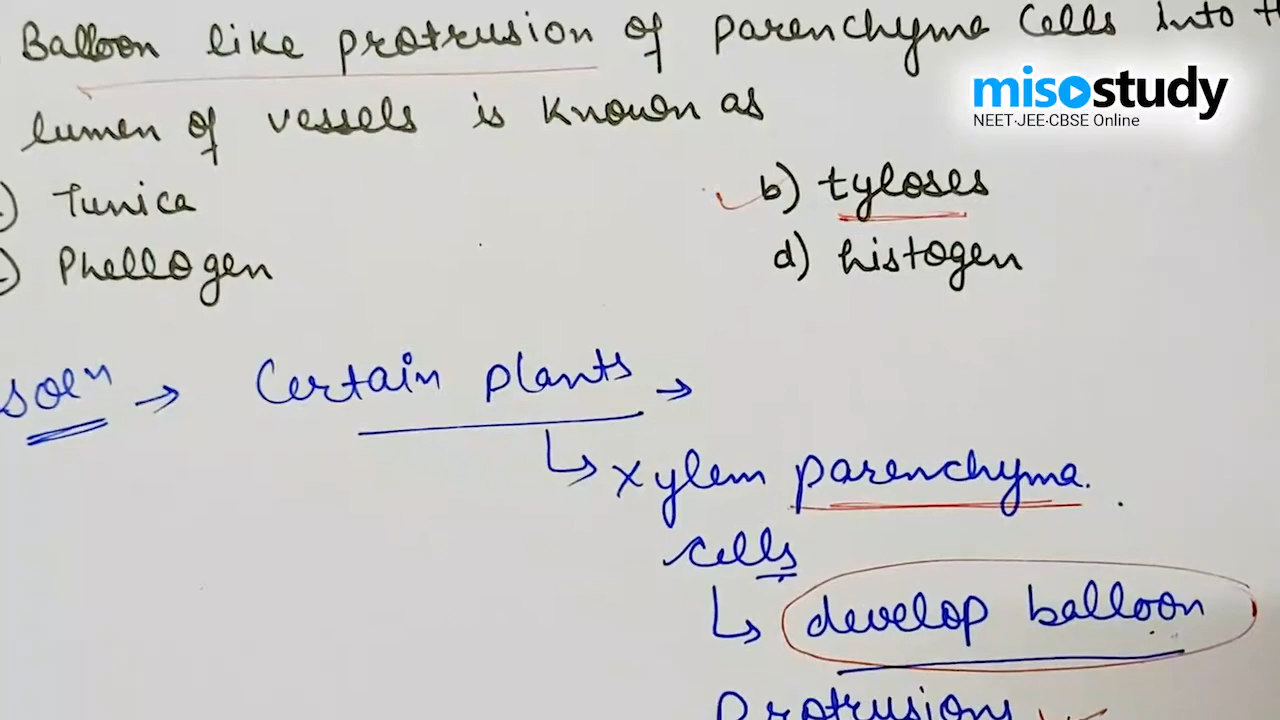 Balloon like protrusion of parenchyma cells into
misostudy
NEET·JEE·CBSE Online
lumen of vessels is known as
) Tunica
b) tyloses
) Phellogen
d) histogen
soln → Certain plants →
↳ xylem parenchyma.
cells
↳ develop balloon
Protrusions